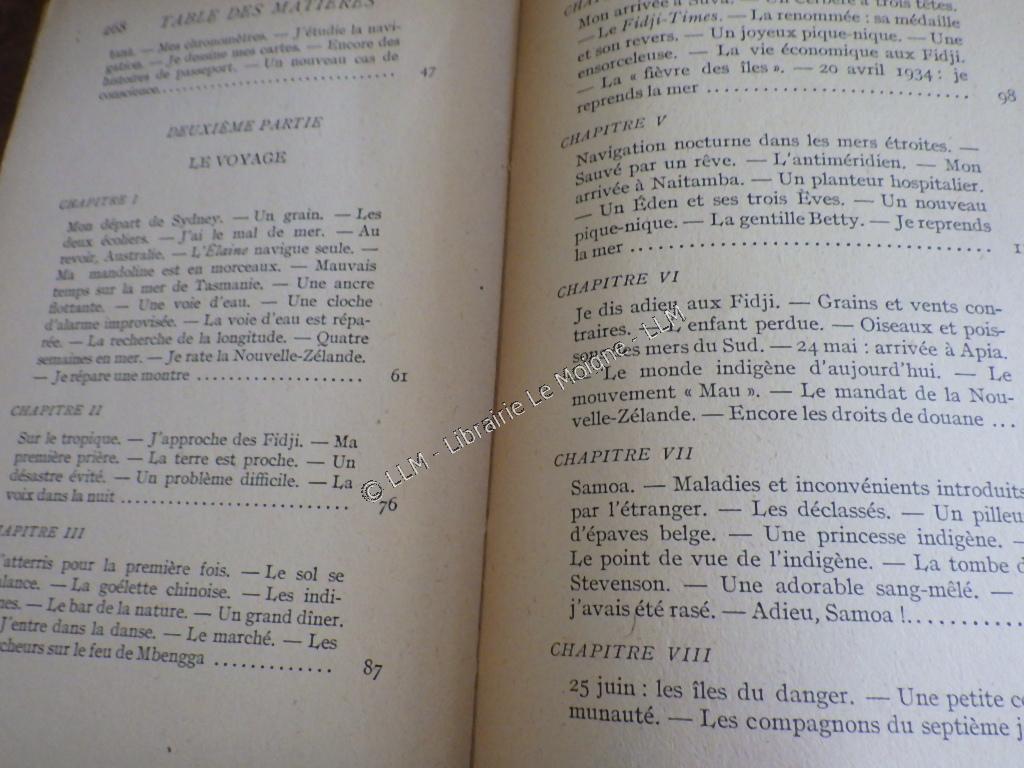 268 TABLE DES MATIÈRES
tans. — Mes chronomètres. — J'étudie la navi-
gation. — Je dessine mes cartes. — Encore des
histoires de passeport. — Un nouveau cas de
conscience. 47
DEUXIÈME PARTIE
LE VOYAGE
CHAPITRE I
Mon départ de Sydney. — Un grain. — Les
deux écoliers. — J'ai le mal de mer. — Au
revoir, Australie. — L'Elaine navigue seule. —
Ma mandoline est en morceaux. — Mauvais
temps sur la mer de Tasmanie. — Une ancre
flottante. — Une voie d'eau. — Une cloche
d'alarme improvisée. — La voie d'eau est répa-
rée. — La recherche de la longitude. — Quatre
semaines en mer. — Je rate la Nouvelle-Zélande.
— Je répare une montre 61
CHAPITRE II
Sur le tropique. — J'approche des Fidji. — Ma
première prière. — La terre est proche. — Un
désastre évité. — Un problème difficile. — La
voix dans la nuit 76
APITRE III
'atterris pour la première fois. — Le sol se
alance. — La goélette chinoise. — Les indi-
nes. — Le bar de la nature. — Un grand dîner.
J'entre dans la danse. — Le marché. — Les
cheurs sur le feu de Mbengga 87
Mon arrivée à Suva. — Un Cerbère à trois têtes.
— Le Fidji-Times. — La renommée : sa médaille
et son revers. — Un joyeux pique-nique. — Une
ensorceleuse. — La vie économique aux Fidji.
— La « fièvre des îles ». — 20 avril 1934 : je
reprends la mer 98
CHAPITRE V
Navigation nocturne dans les mers étroites. —
Sauvé par un rêve. — L'antiméridien. — Mon
arrivée à Naitamba. — Un planteur hospitalier.
— Un Éden et ses trois Èves. — Un nouveau
pique-nique. — La gentille Betty. — Je reprends
la mer
CHAPITRE VI
Je dis adieu aux Fidji. — Grains et vents con-
traires. — L'enfant perdue. — Oiseaux et pois-
sons des mers du Sud. — 24 mai : arrivée à Apia.
— Le monde indigène d'aujourd'hui. — Le
mouvement « Mau ». — Le mandat de la Nou-
velle-Zélande. — Encore les droits de douane ...
CHAPITRE VII
Samoa. — Maladies et inconvénients introduits
par l'étranger. — Les déclassés. — Un pilleu
d'épaves belge. — Une princesse indigène. —
Le point de vue de l'indigène. — La tombe d
Stevenson. — Une adorable sang-mêlé. —
j'avais été rasé. — Adieu, Samoa !
CHAPITRE VIII
25 juin : les îles du danger. — Une petite co
munauté. — Les compagnons du septième j
© LLM - Librairie Le Moïne - LLM